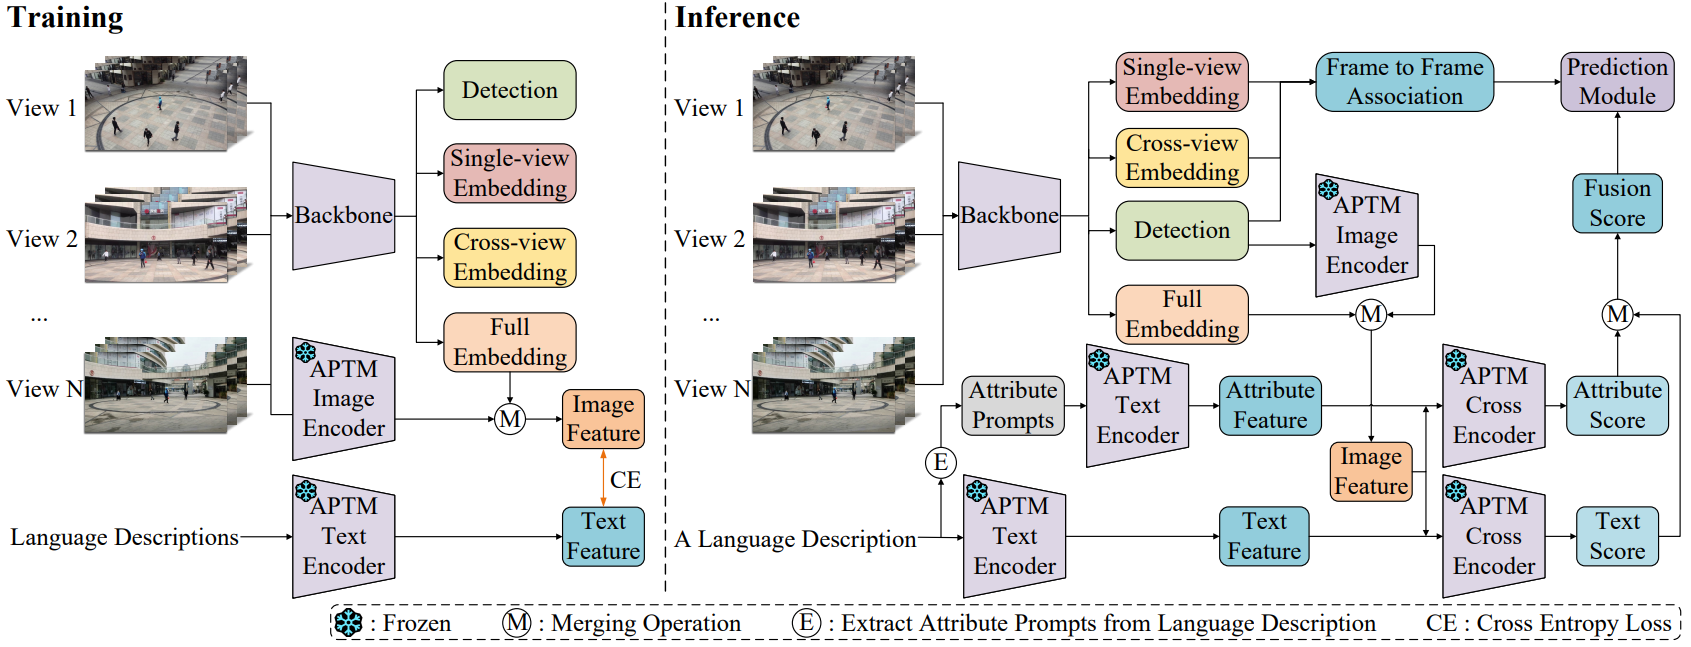 Training
View 1
View 2
...
View N
Language Descriptions
Backbone
APTM
Image
Encoder
APTM
Text
Encoder
Detection
Single-view
Embedding
Cross-view
Embedding
Full
Embedding
M
Image
Feature
CE
Text
Feature
Inference
View 1
View 2
...
View N
A Language Description
Backbone
Single-view
Embedding
Cross-view
Embedding
Detection
Full
Embedding
Frame to Frame
Association
Prediction
Module
APTM
Image
Encoder
M
Fusion
Score
M
E
Attribute
Prompts
APTM
Text
Encoder
Attribute
Feature
Image
Feature
APTM
Cross
Encoder
Attribute
Score
APTM
Text
Encoder
Text
Feature
APTM
Cross
Encoder
Text
Score
: Frozen
M : Merging Operation
E : Extract Attribute Prompts from Language Description
CE : Cross Entropy Loss